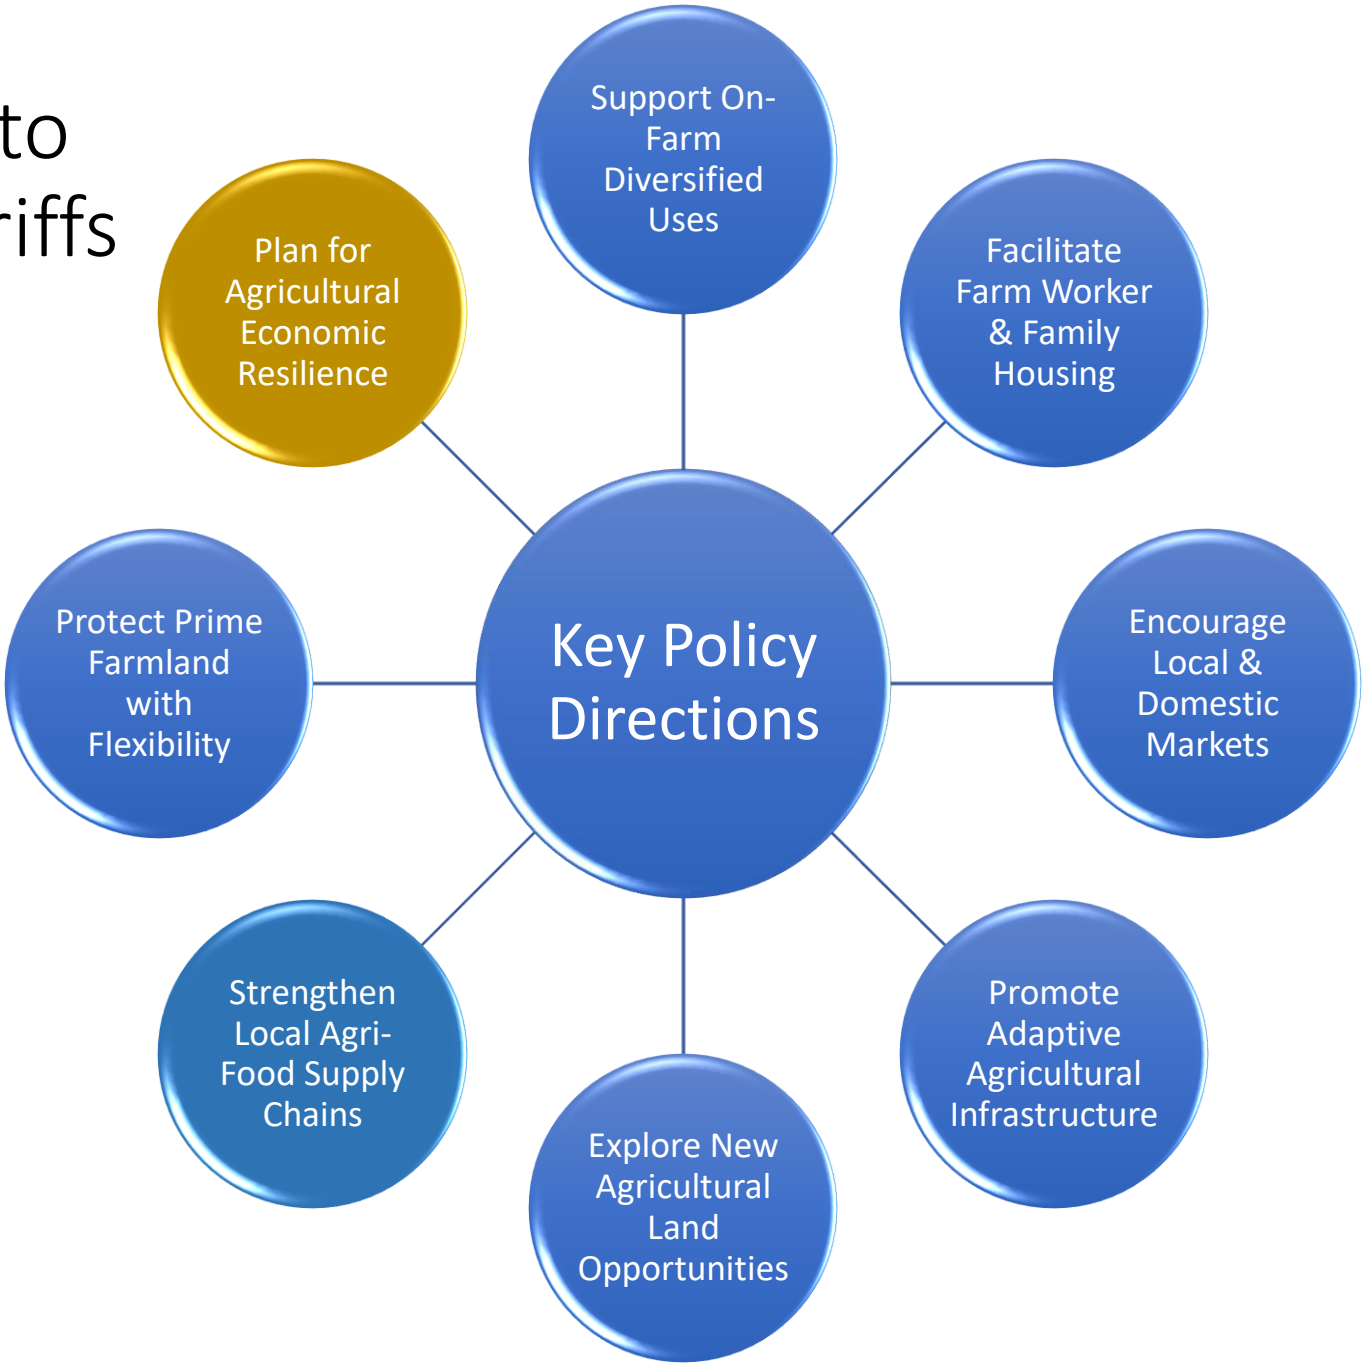 to
riffs
Support On-
Farm
Diversified
Uses
Facilitate
Farm Worker
& Family
Housing
Encourage
Local &
Domestic
Markets
Promote
Adaptive
Agricultural
Infrastructure
Explore New
Agricultural
Land
Opportunities
Strengthen
Local Agri-
Food Supply
Chains
Protect Prime
Farmland
with
Flexibility
Plan for
Agricultural
Economic
Resilience
Key Policy
Directions